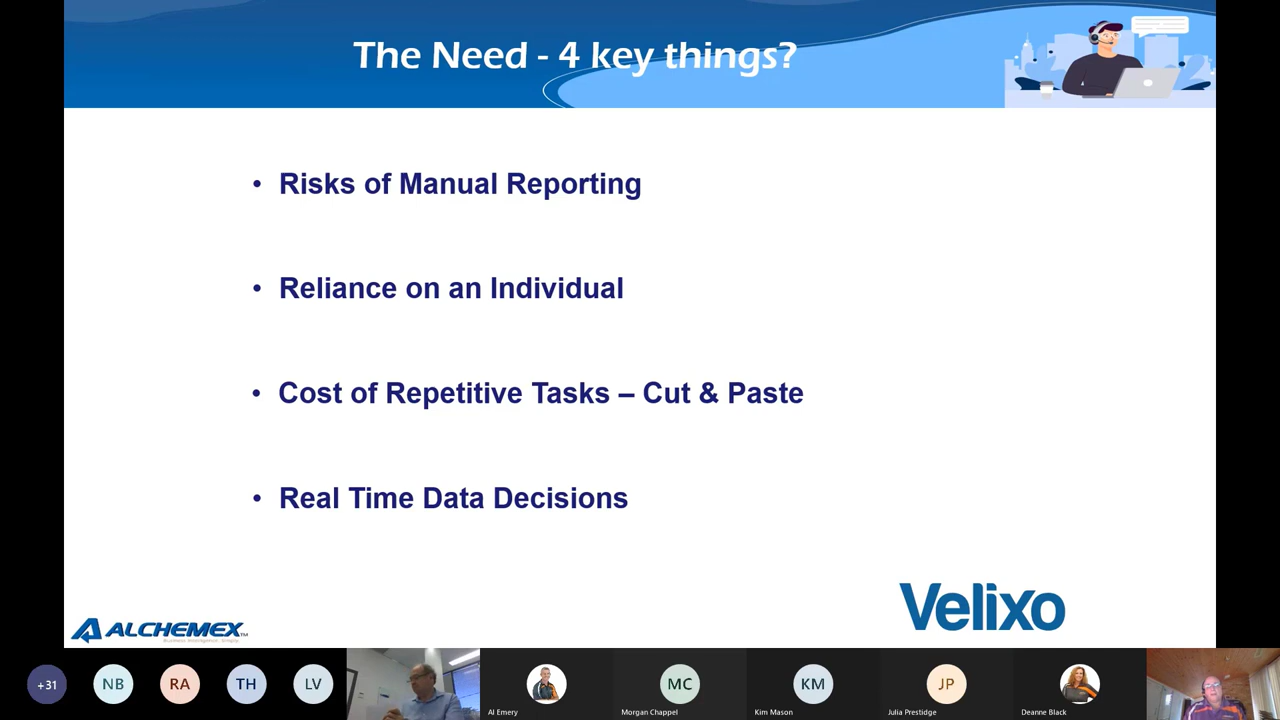 The Need - 4 key things?
• Risks of Manual Reporting
• Reliance on an Individual
• Cost of Repetitive Tasks – Cut & Paste
• Real Time Data Decisions
ALCHEMEX™
Velixo
+31
NB
RA
TH
LV
Al Emery
MC
Morgan Chappel
KM
Kim Mason
JP
Julia Prestidge
Deanne Black